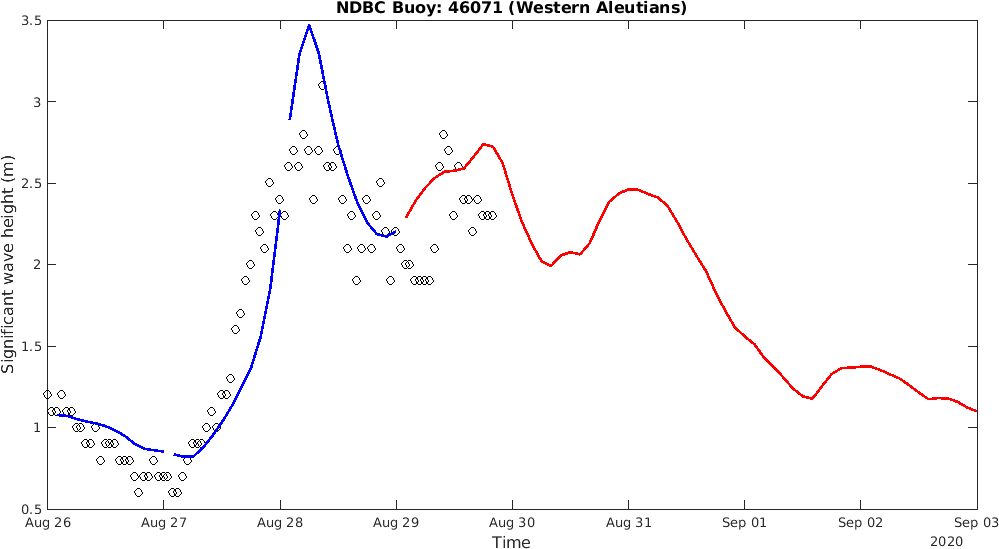 NDBC Buoy: 46071 (Western Aleutians)
Significant wave height (m)
3.5
3
2.5
2
1.5
1
0.5
Aug 26 Aug 27 Aug 28 Aug 29 Aug 30 Aug 31 Sep 01 Sep 02 Sep 03
Time
2020